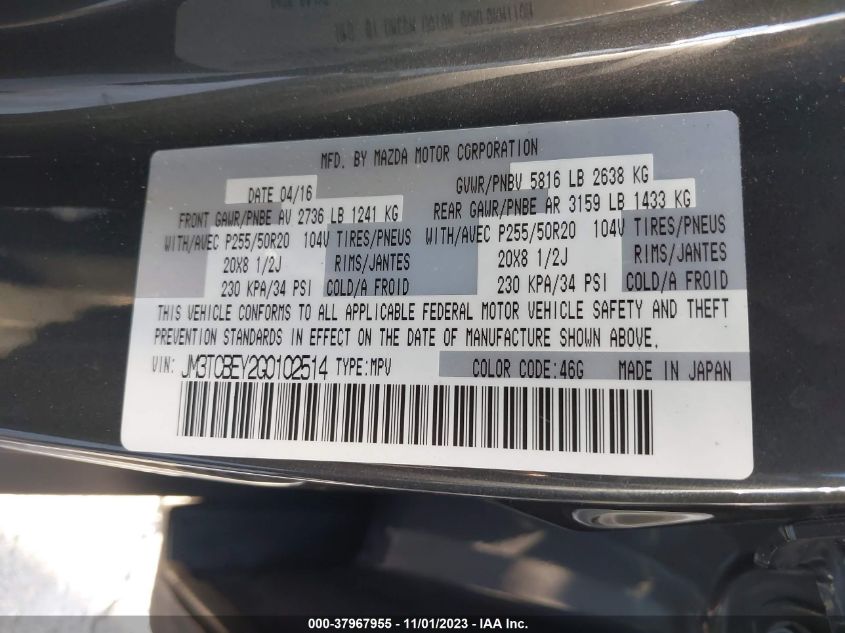 MFD. BY MAZDA MOTOR CORPORATION
DATE 04/16 GVWR/PNBV 5816 LB 2638 KG
FRONT GAWR/PNBE AV 2736 LB 1241 KG REAR GAWR/PNBE AR 3159 LB 1433 KG
WITH/AVEC P255/50R20 104V TIRES/PNEUS WITH/AVEC P255/50R20 104V TIRES/PNEUS
20X8 1/2J RIMS/JANTES 20X8 1/2J RIMS/JANTES
230 KPA/34 PSI COLD/A FROID 230 KPA/34 PSI COLD/A FROID
THIS VEHICLE CONFORMS TO ALL APPLICABLE FEDERAL MOTOR VEHICLE SAFETY AND THEFT
PREVENTION STANDARDS IN EFFECT ON THE DATE OF MANUFACTURE SHOWN ABOVE.
VIN: JM3TCBEY2G0102514 TYPE:MPV COLOR CODE:46G MADE IN JAPAN
000-37967955 - 11/01/2023 - IAA Inc.